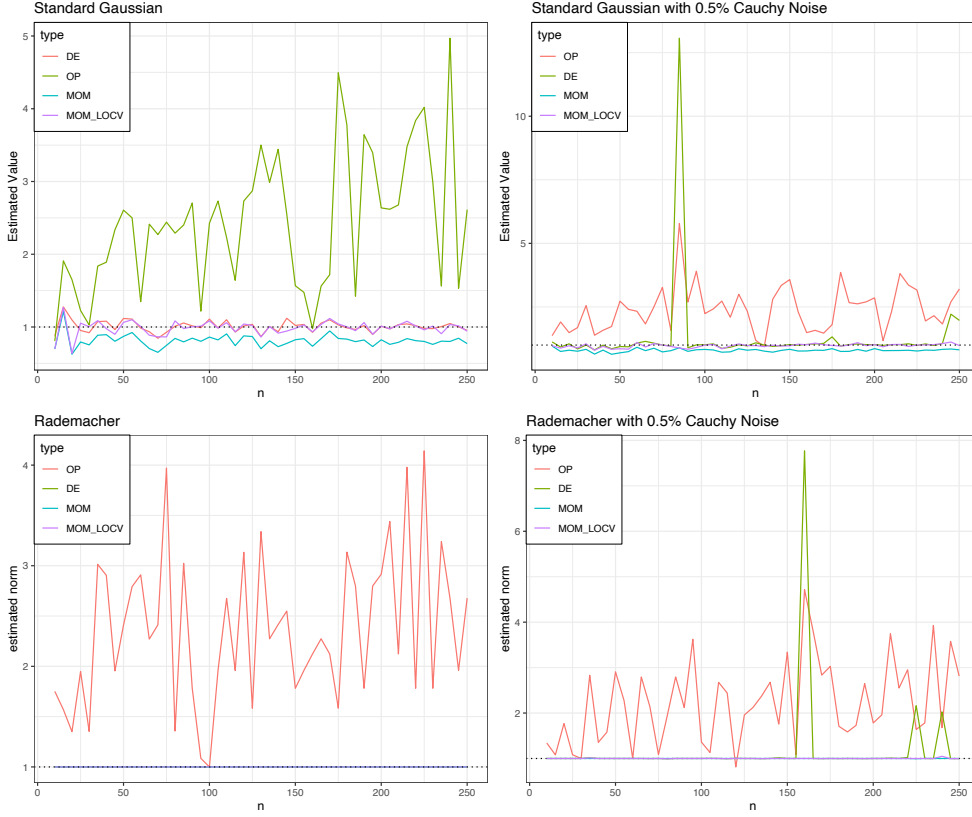 Standard Gaussian
type
DE
OP
MOM
MOM_LOCV
Estimated Value
5
4
3
2
1
0
50
100
150
200
250
n
Standard Gaussian with 0.5% Cauchy Noise
type
OP
DE
MOM
MOM_LOCV
Estimated Value
10
5
0
50
100
150
200
250
n
Rademacher
type
OP
DE
MOM
MOM_LOCV
estimated norm
4
3
2
1
0
50
100
150
200
250
n
Rademacher with 0.5% Cauchy Noise
type
OP
DE
MOM
MOM_LOCV
estimated norm
8
6
4
2
0
50
100
150
200
250
n